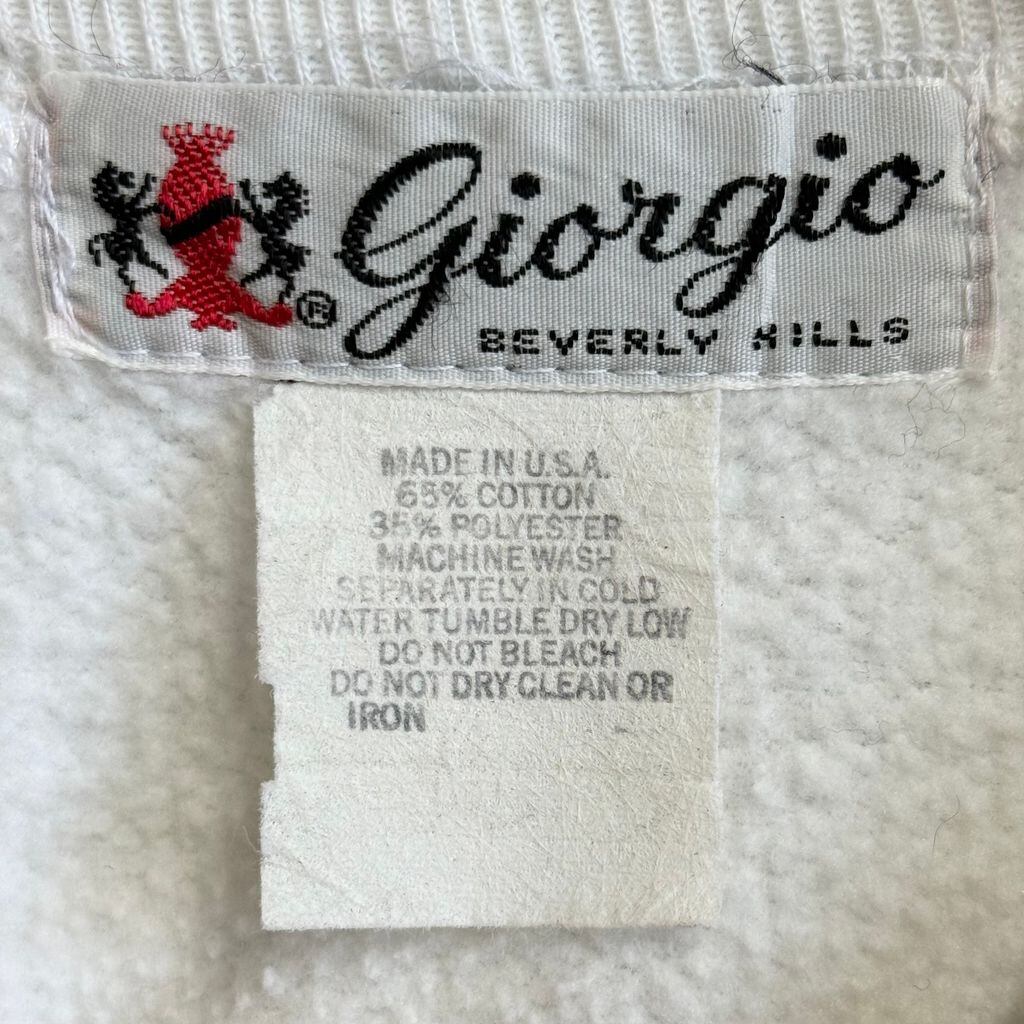 Giorgio
®
BEVERLY HILLS
MADE IN U.S.A.
65% COTTON
35% POLYESTER
MACHINE WASH
SEPARATELY IN COLD
WATER TUMBLE DRY LOW
DO NOT BLEACH
DO NOT DRY CLEAN OR
IRON